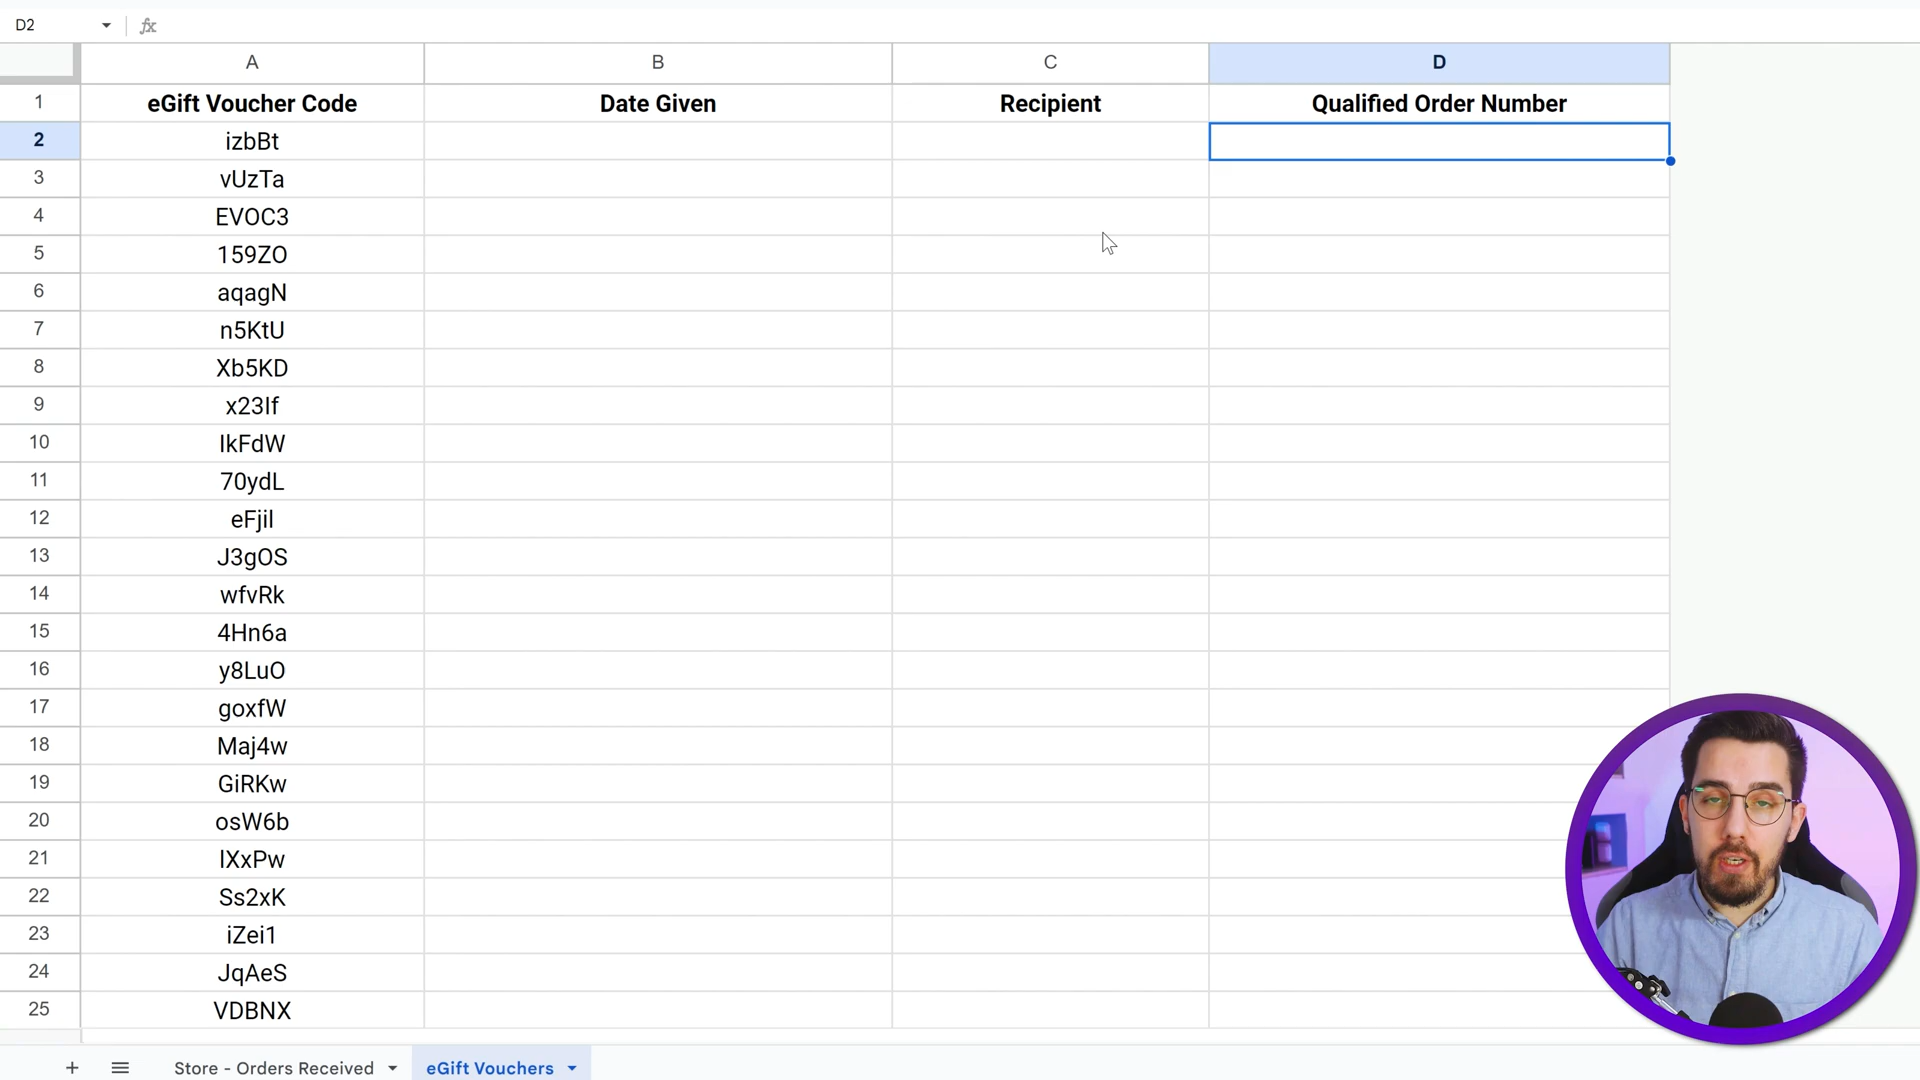 D2
fx
A B C D
1 eGift Voucher Code Date Given Recipient Qualified Order Number
2 izbBt
3 vUzTa
4 EVOC3
5 159ZO
6 aqagN
7 n5KtU
8 Xb5KD
9 x23If
10 IkFdW
11 70ydL
12 eFjil
13 J3gOS
14 wfvRk
15 4Hn6a
16 y8LuO
17 goxfW
18 Maj4w
19 GiRKw
20 osW6b
21 lXxPw
22 Ss2xK
23 iZei1
24 JqAeS
25 VDBNX
+ Store - Orders Received eGift Vouchers